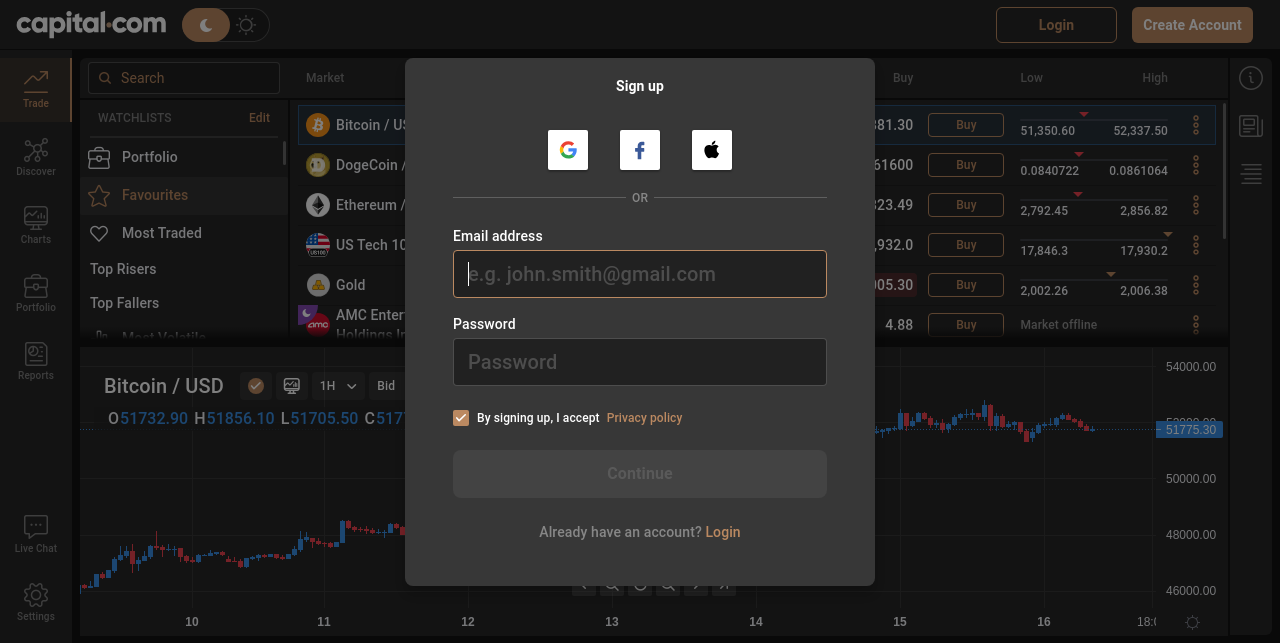 capital.com
Login
Create Account
Trade
Discover
Charts
Portfolio
Reports
Live Chat
Settings
Search
WATCHLISTS
Edit
Portfolio
Favourites
Most Traded
Top Risers
Top Fallers
Most Volatile
Market
Buy
Low
High
Bitcoin / US
81.30
Buy
51,350.60
52,337.50
DogeCoin /
61600
Buy
0.0840722
0.0861064
Ethereum /
23.49
Buy
2,792.45
2,856.82
US100
US Tech 10
,932.0
Buy
17,846.3
17,930.2
Gold
05.30
Buy
2,002.26
2,006.38
amc
AMC Enter
Holdings In
4.88
Buy
Market offline
Sign up
OR
Email address
e.g. john.smith@gmail.com
Password
Password
By signing up, I accept Privacy policy
Continue
Already have an account? Login
Bitcoin / USD
1H
Bid
O51732.90 H51856.10 L51705.50 C517
54000.00
52000.00
51775.30
50000.00
48000.00
46000.00
10
11
12
13
14
15
16
18: